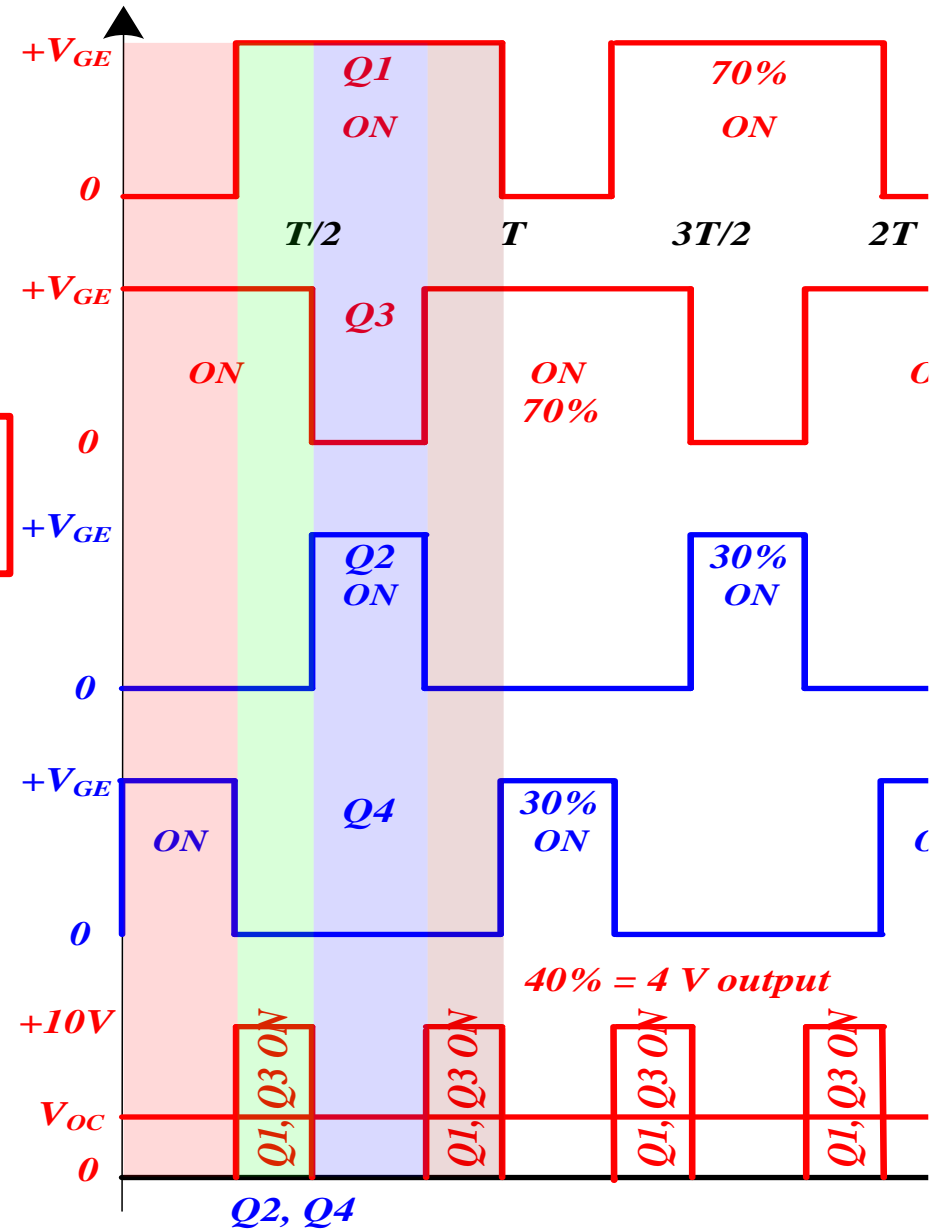 +VGE
Q1
70%
ON
ON
0
T/2 T 3T/2 2T
+VGE
Q3
ON
ON
70%
0
+VGE
Q2
30%
ON
ON
0
+VGE
Q4
30%
ON
ON
0
40% = 4 V output
+10V
Q1, Q3 ON
Q1, Q3 ON
Q1, Q3 ON
Q1, Q3 ON
VOC
0
Q2, Q4